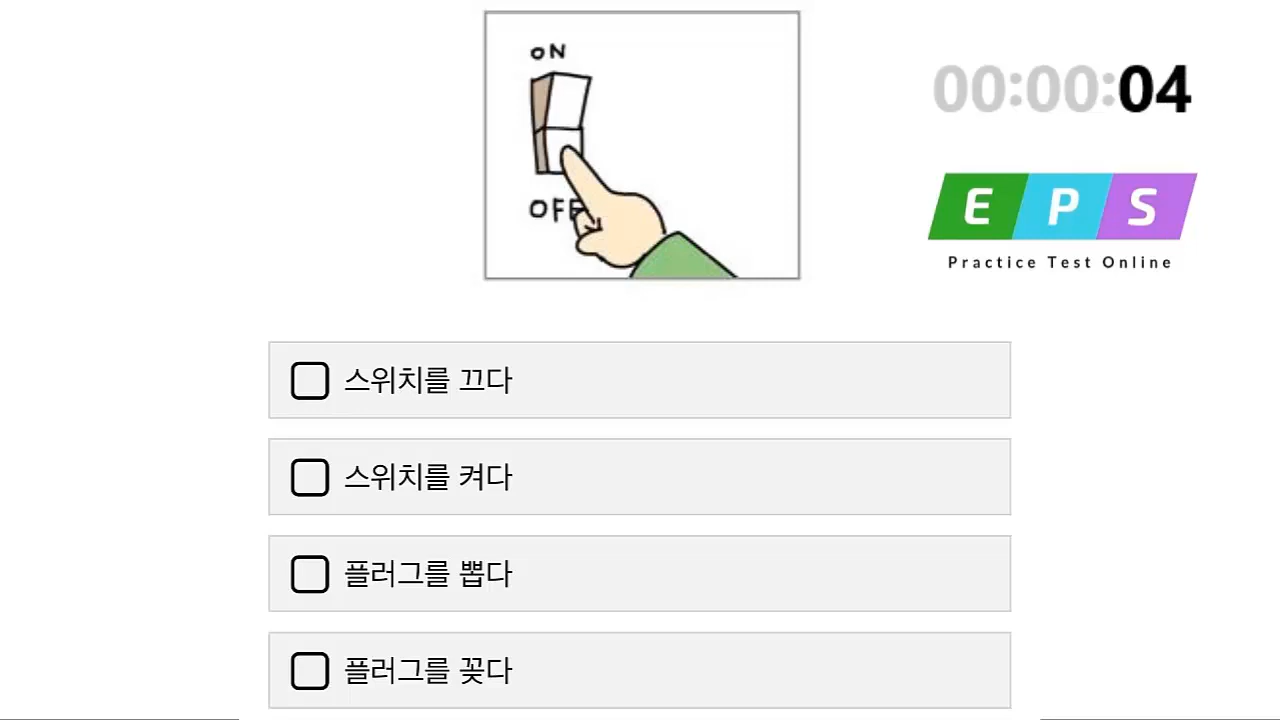 ON
OFF
00:00:04
E P S
Practice Test Online
스위치를 끄다
스위치를 켜다
플러그를 뽑다
플러그를 꽂다